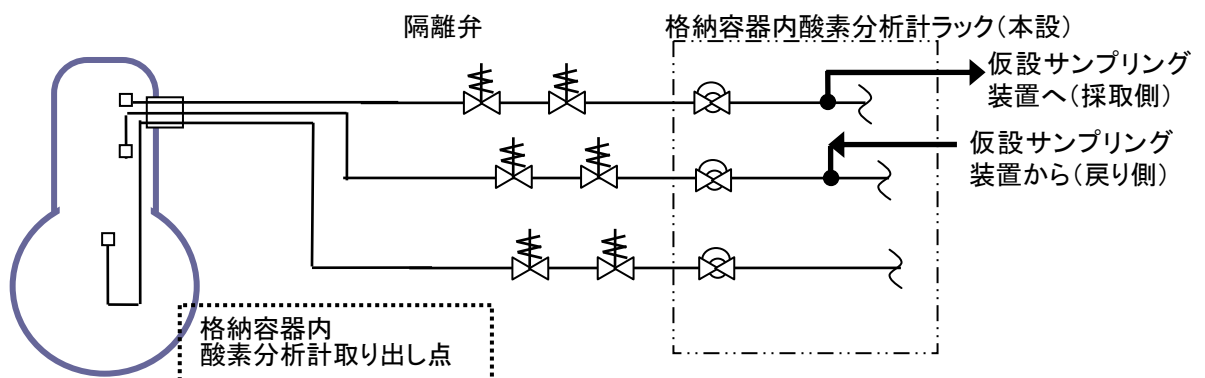 隔離弁
格納容器内酸素分析計ラック(本設)
仮設サンプリング
装置へ(採取側)
仮設サンプリング
装置から(戻り側)
格納容器内
酸素分析計取り出し点